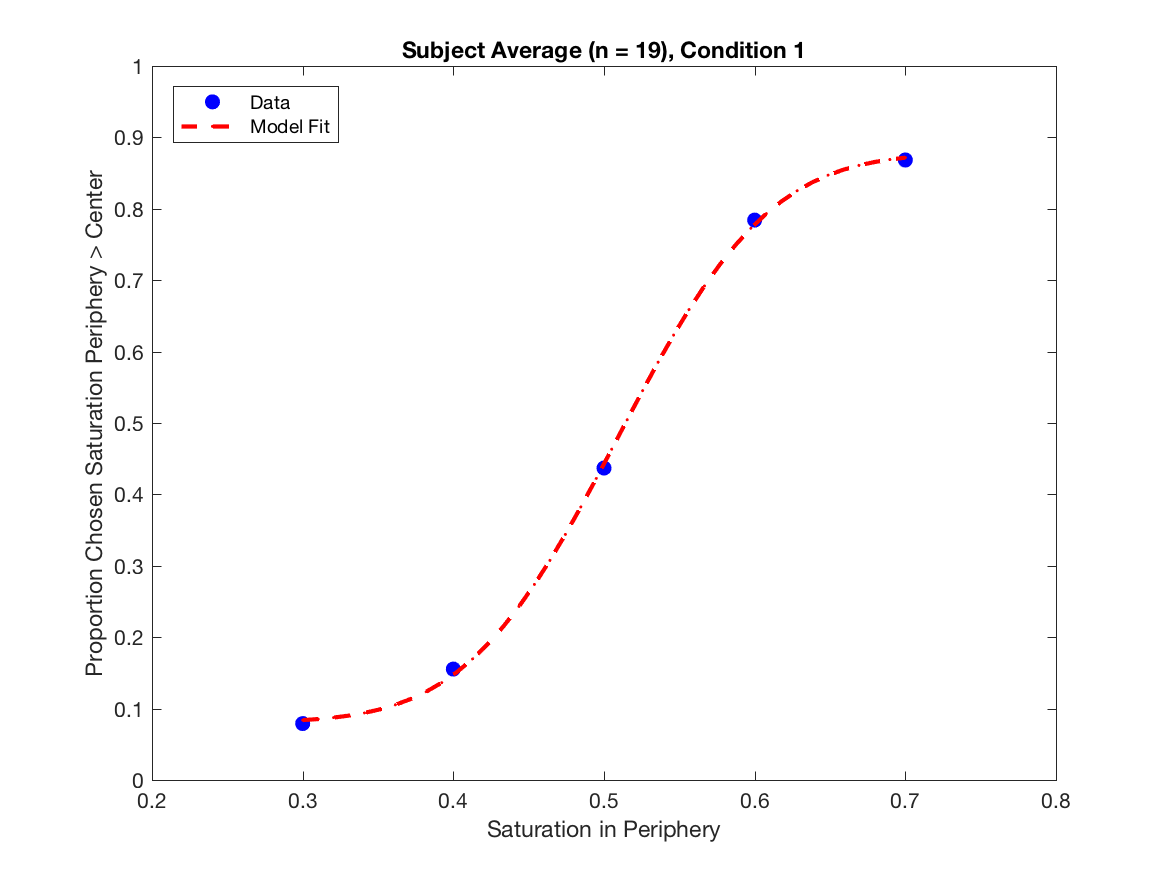 Subject Average (n = 19), Condition 1
Data
Model Fit
Proportion Chosen Saturation Periphery > Center
1
0.9
0.8
0.7
0.6
0.5
0.4
0.3
0.2
0.1
0
0.2 0.3 0.4 0.5 0.6 0.7 0.8
Saturation in Periphery